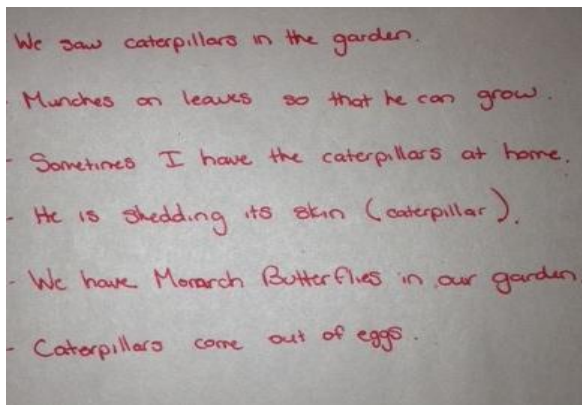 We saw caterpillars in the garden.
- Munches on leaves so that he can grow.
- Sometimes I have the caterpillars at home.
- He is shedding its skin (caterpillar).
- We have Monarch Butterflies in our garden
- Caterpillars come out of eggs.